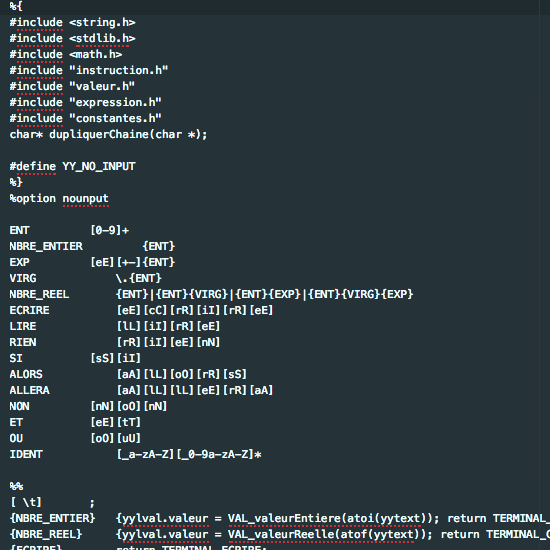 %{
#include <string.h>
#include <stdlib.h>
#include <math.h>
#include "instruction.h"
#include "valeur.h"
#include "expression.h"
#include "constantes.h"
char* dupliquerChaine(char *);
#define YY_NO_INPUT
%}
%option nounput
ENT [0-9]+
NBRE_ENTIER {ENT}
EXP [eE][+-]{ENT}
VIRG \.{ENT}
NBRE_REEL {ENT}|{ENT}{VIRG}|{ENT}{EXP}|{ENT}{VIRG}{EXP}
ECRIRE [eE][cC][rR][iI][rR][eE]
LIRE [lL][iI][rR][eE]
RIEN [rR][iI][eE][nN]
SI [sS][iI]
ALORS [aA][lL][oO][rR][sS]
ALLERA [aA][lL][lL][eE][rR][aA]
NON [nN][oO][nN]
ET [eE][tT]
OU [oO][uU]
IDENT [_a-zA-Z][_0-9a-zA-Z]*
%%
[ \t] ;
{NBRE_ENTIER} {yylval.valeur = VAL_valeurEntiere(atoi(yytext)); return TERMINAL_
{NBRE_REEL} {yylval.valeur = VAL_valeurReelle(atof(yytext)); return TERMINAL_C
{ECRIRE} return TERMINAL_ECRIRE;